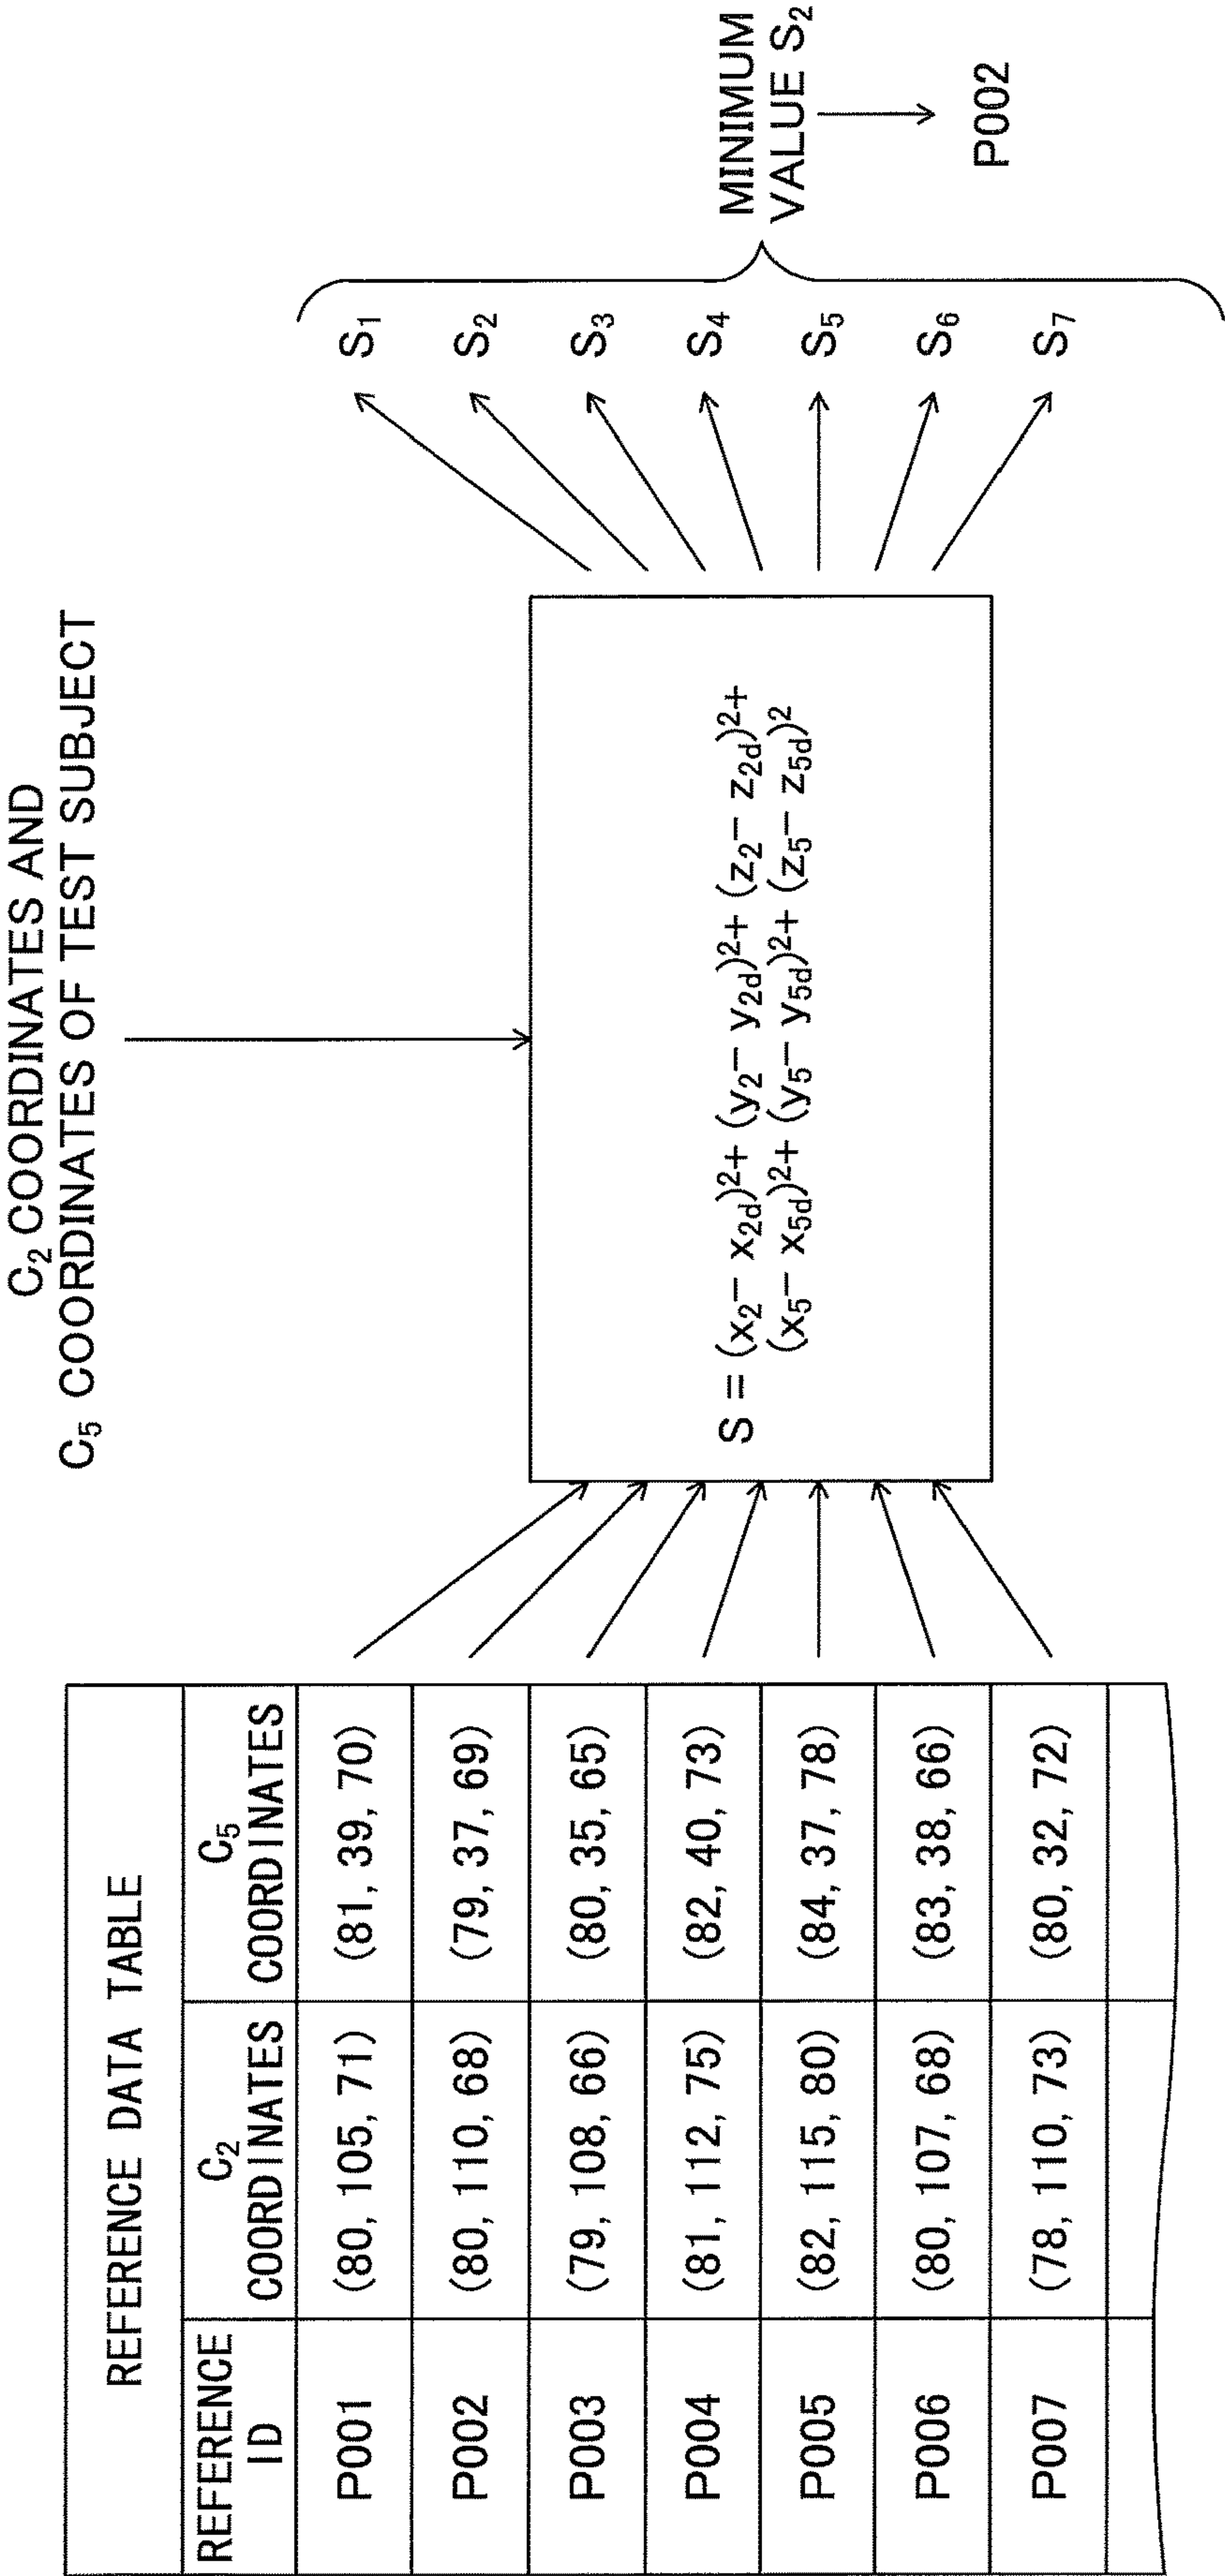 C2 COORDINATES AND
C5 COORDINATES OF TEST SUBJECT
REFERENCE DATA TABLE
REFERENCE ID C2 COORDINATES C5 COORDINATES
P001 (80, 105, 71) (81, 39, 70)
P002 (80, 110, 68) (79, 37, 69)
P003 (79, 108, 66) (80, 35, 65)
P004 (81, 112, 75) (82, 40, 73)
P005 (82, 115, 80) (84, 37, 78)
P006 (80, 107, 68) (83, 38, 66)
P007 (78, 110, 73) (80, 32, 72)
S = (x2 − x2d)2+ (y2 − y2d)2+ (z2 − z2d)2+
(x5 − x5d)2+ (y5 − y5d)2+ (z5 − z5d)2
S1
S2
S3
S4
S5
S6
S7
MINIMUM
VALUE S2
P002